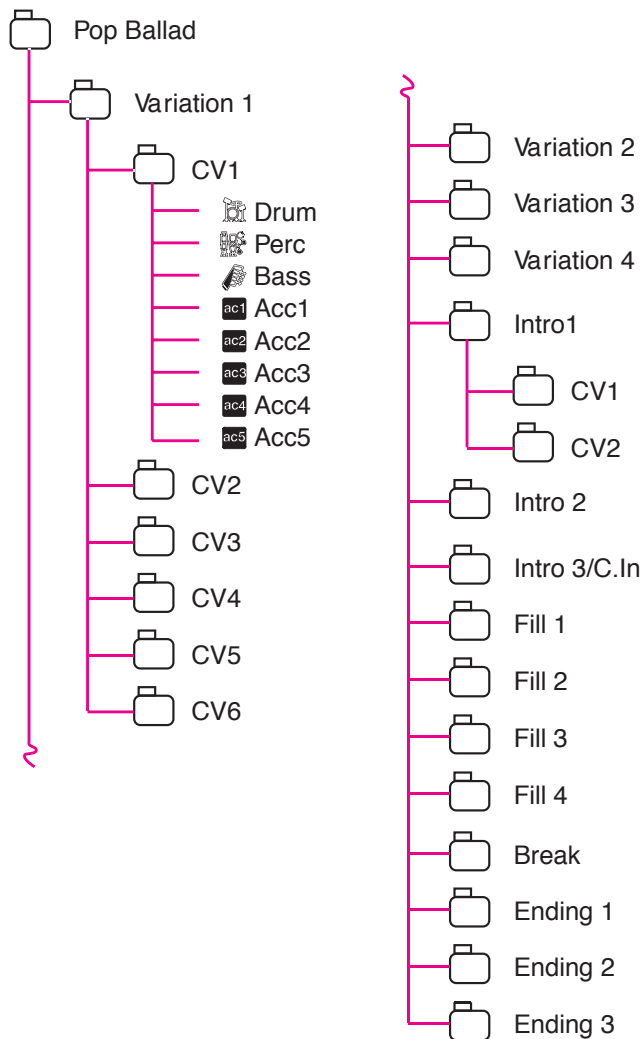 Pop Ballad
Variation 1
CV1
Drum
Perc
Bass
ac1 Acc1
ac2 Acc2
ac3 Acc3
ac4 Acc4
ac5 Acc5
CV2
CV3
CV4
CV5
CV6
Variation 2
Variation 3
Variation 4
Intro1
CV1
CV2
Intro 2
Intro 3/C.In
Fill 1
Fill 2
Fill 3
Fill 4
Break
Ending 1
Ending 2
Ending 3